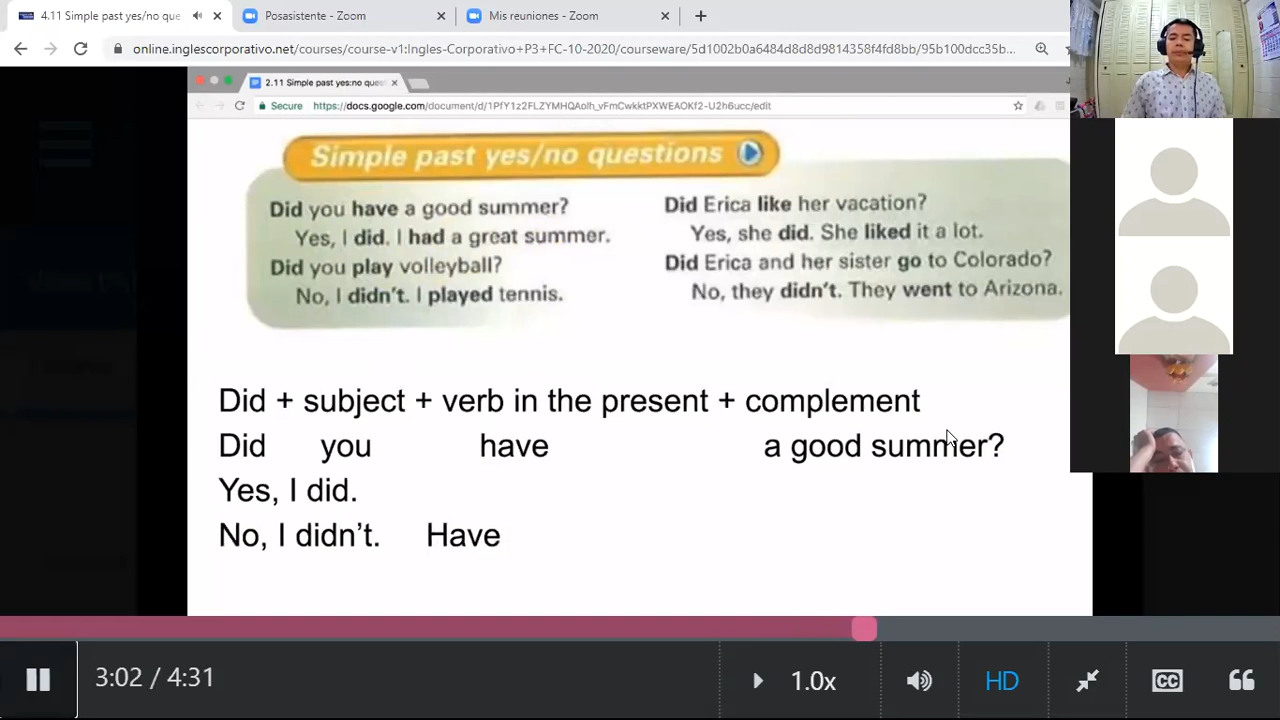 4.11 Simple past yes/no que
Posasistente - Zoom
Mis reuniones - Zoom
online.inglescorporativo.net/courses/course-v1:Ingles-Corporativo+P3+FC-10-2020/courseware/5d1002b0a6484d8d8d9814358f4fd81b/95b100dcc35b...
2.11 Simple past yes:no ques
Secure https://docs.google.com/document/d/1PfY1z2FLZYMHQAolh_vFmCwkktPXWEAOKf2-U2h6ucc/edit
Simple past yes/no questions
Did you have a good summer?
Yes, I did. I had a great summer.
Did you play volleyball?
No, I didn't. I played tennis.
Did Erica like her vacation?
Yes, she did. She liked it a lot.
Did Erica and her sister go to Colorado?
No, they didn't. They went to Arizona.
Did + subject + verb in the present + complement
Did you have a good summer?
Yes, I did.
No, I didn't. Have
3:02 / 4:31
1.0x
HD
CC